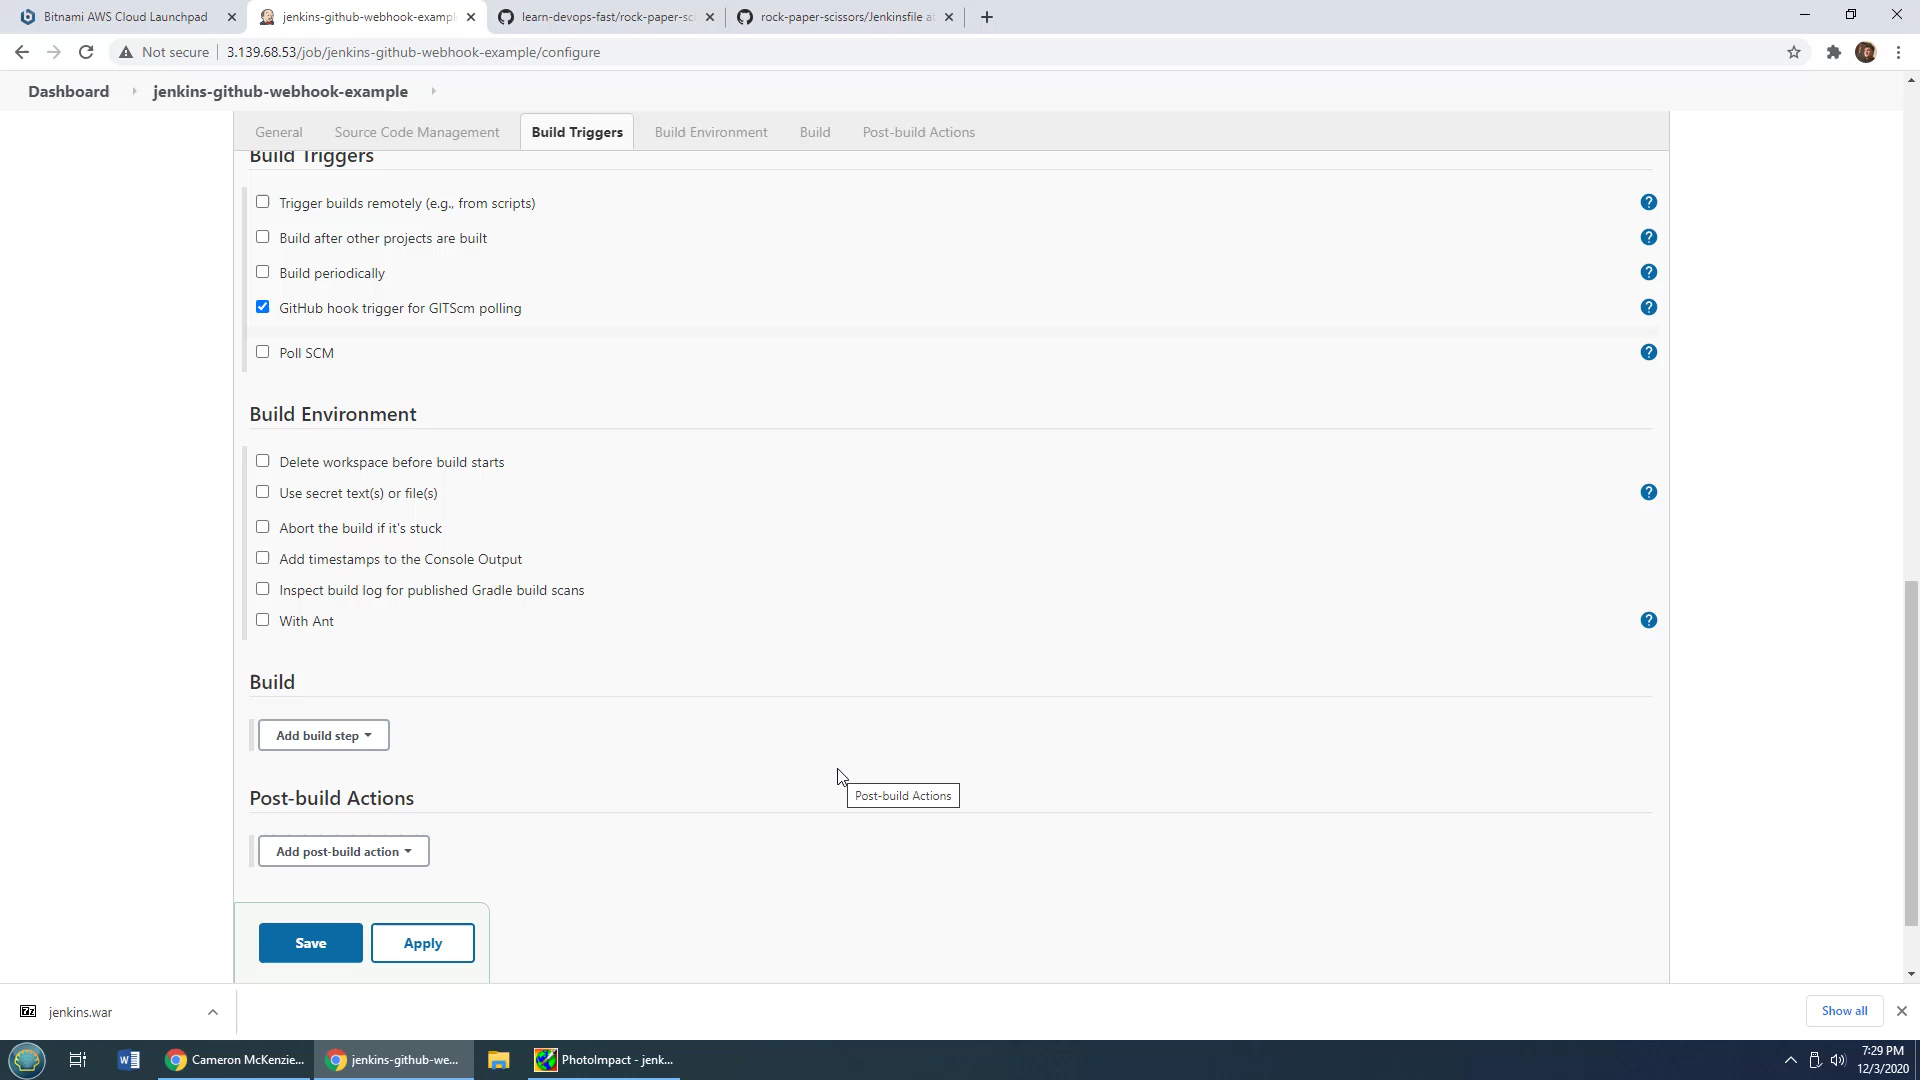 Bitnami AWS Cloud Launchpad
jenkins-github-webhook-example
learn-devops-fast/rock-paper-sci
rock-paper-scissors/Jenkinsfile at
Not secure
3.139.68.53/job/jenkins-github-webhook-example/configure
Dashboard
jenkins-github-webhook-example
General
Source Code Management
Build Triggers
Build Environment
Build
Post-build Actions
Build Triggers
Trigger builds remotely (e.g., from scripts)
?
Build after other projects are built
?
Build periodically
?
GitHub hook trigger for GITScm polling
?
Poll SCM
?
Build Environment
Delete workspace before build starts
Use secret text(s) or file(s)
?
Abort the build if it's stuck
Add timestamps to the Console Output
Inspect build log for published Gradle build scans
With Ant
?
Build
Add build step
Post-build Actions
Post-build Actions
Add post-build action
Save
Apply
jenkins.war
Show all
Cameron McKenzie...
jenkins-github-we...
PhotoImpact - jenk...
7:29 PM
12/3/2020